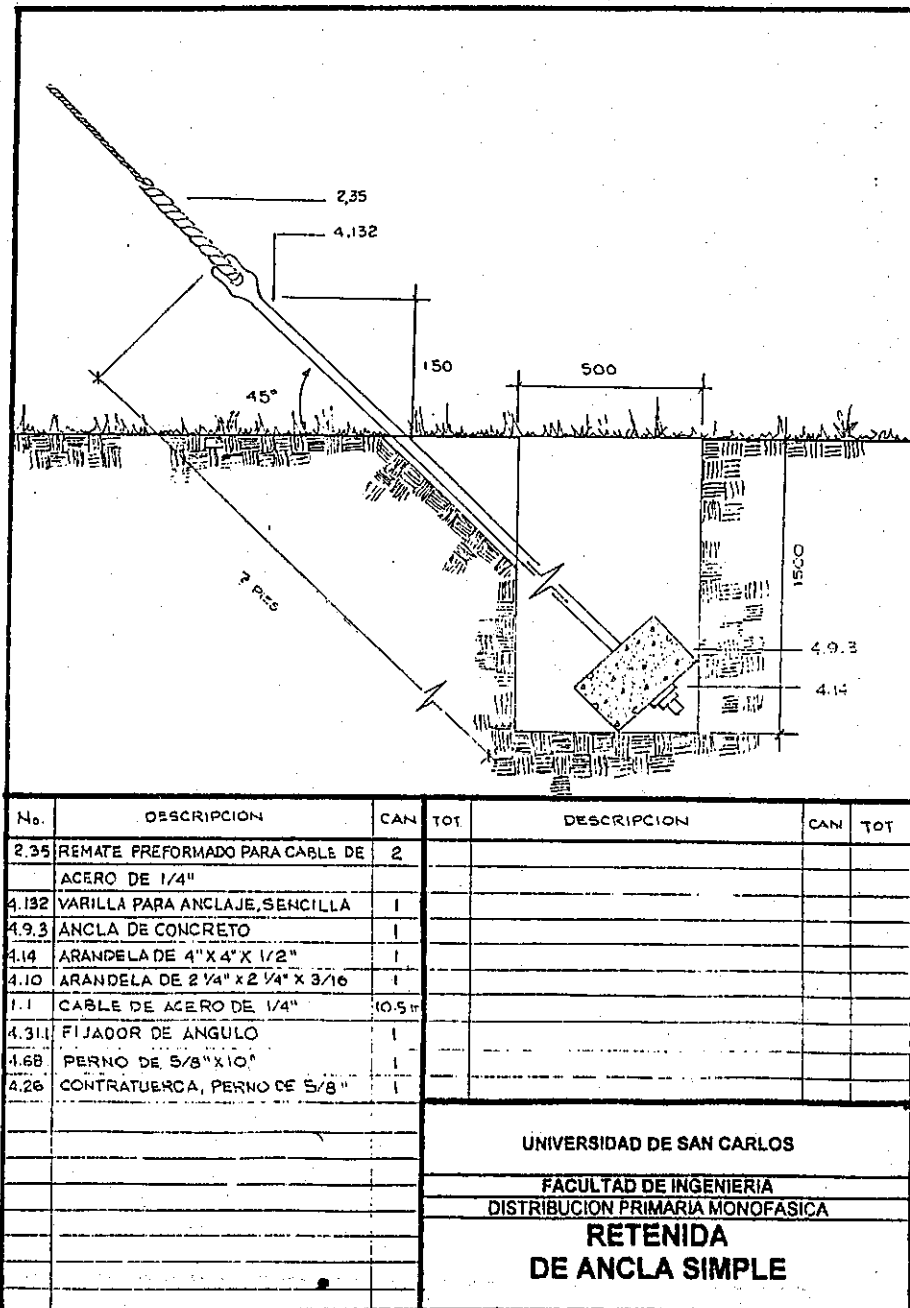 2,35
4,132
150
500
45°
1500
? PIES
4.9.3
4.14
No. DESCRIPCION CAN TOT DESCRIPCION CAN TOT
2.35 REMATE PREFORMADO PARA CABLE DE 2
ACERO DE 1/4"
4.132 VARILLA PARA ANCLAJE, SENCILLA 1
4.9.3 ANCLA DE CONCRETO 1
4.14 ARANDELA DE 4" X 4" X 1/2" 1
4.10 ARANDELA DE 2 1/4" x 2 1/4" X 3/16 1
1.1 CABLE DE ACERO DE 1/4"
4.31.1 FIJADOR DE ANGULO 1
4.68 PERNO DE 5/8" X 10" 1
4.26 CONTRATUERCA, PERNO DE 5/8" 1
UNIVERSIDAD DE SAN CARLOS
FACULTAD DE INGENIERIA
DISTRIBUCION PRIMARIA MONOFASICA
RETENIDA
DE ANCLA SIMPLE